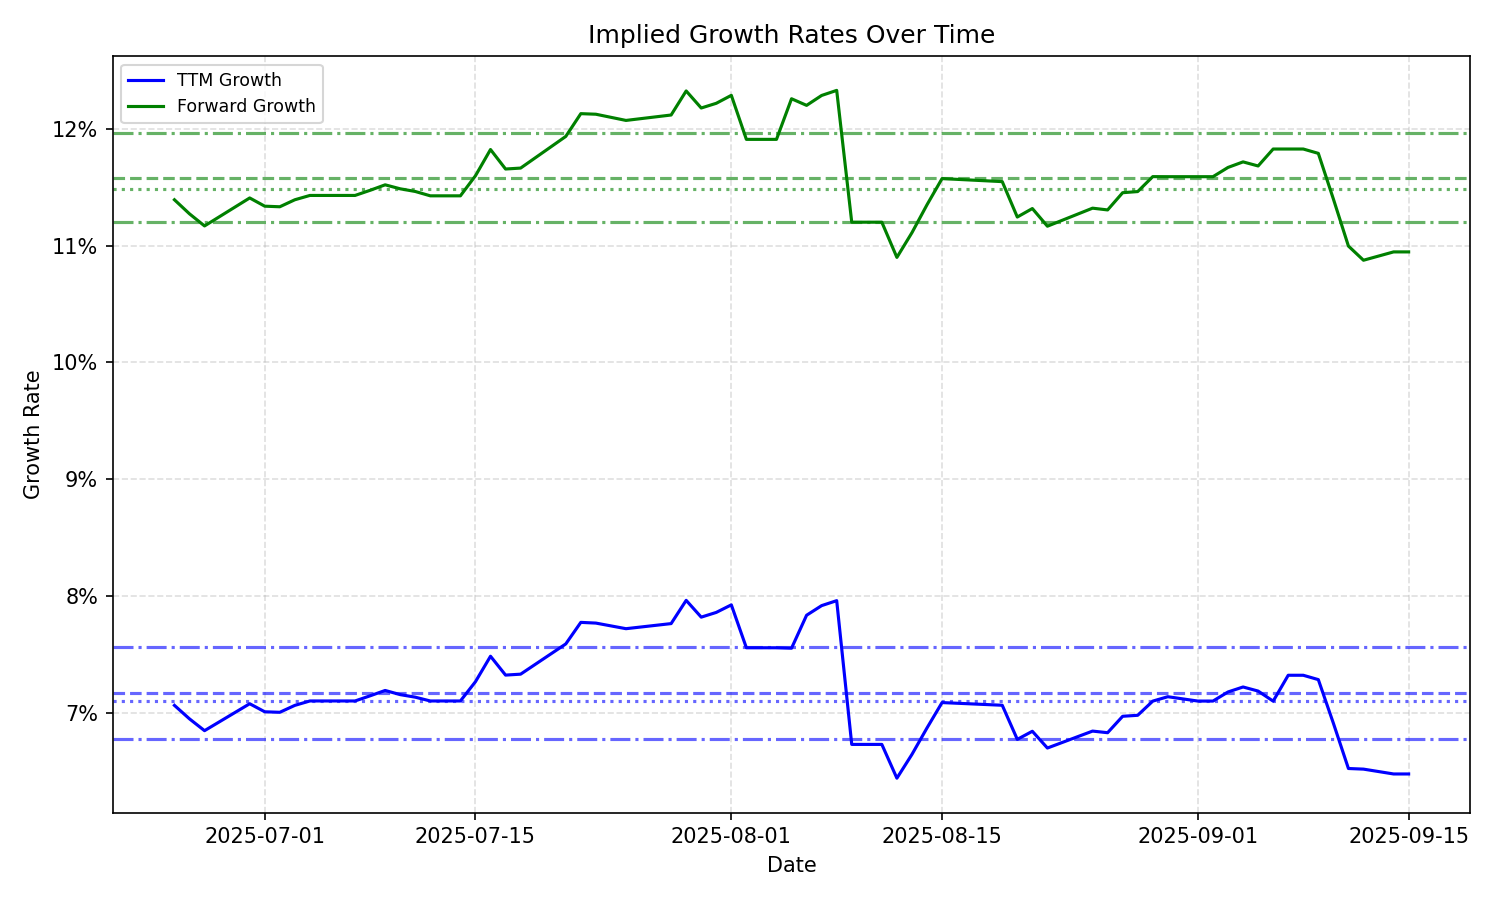 Implied Growth Rates Over Time
TTM Growth
Forward Growth
12%
11%
10%
9%
8%
7%
Growth Rate
2025-07-01
2025-07-15
2025-08-01
2025-08-15
2025-09-01
2025-09-15
Date